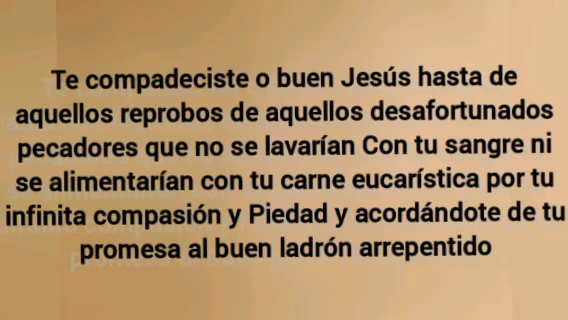 Te compadeciste o buen Jesús hasta de
aquellos reprobos de aquellos desafortunados
pecadores que no se lavarían Con tu sangre ni
se alimentarían con tu carne eucarística por tu
infinita compasión y Piedad y acordándote de tu
promesa al buen ladrón arrepentido